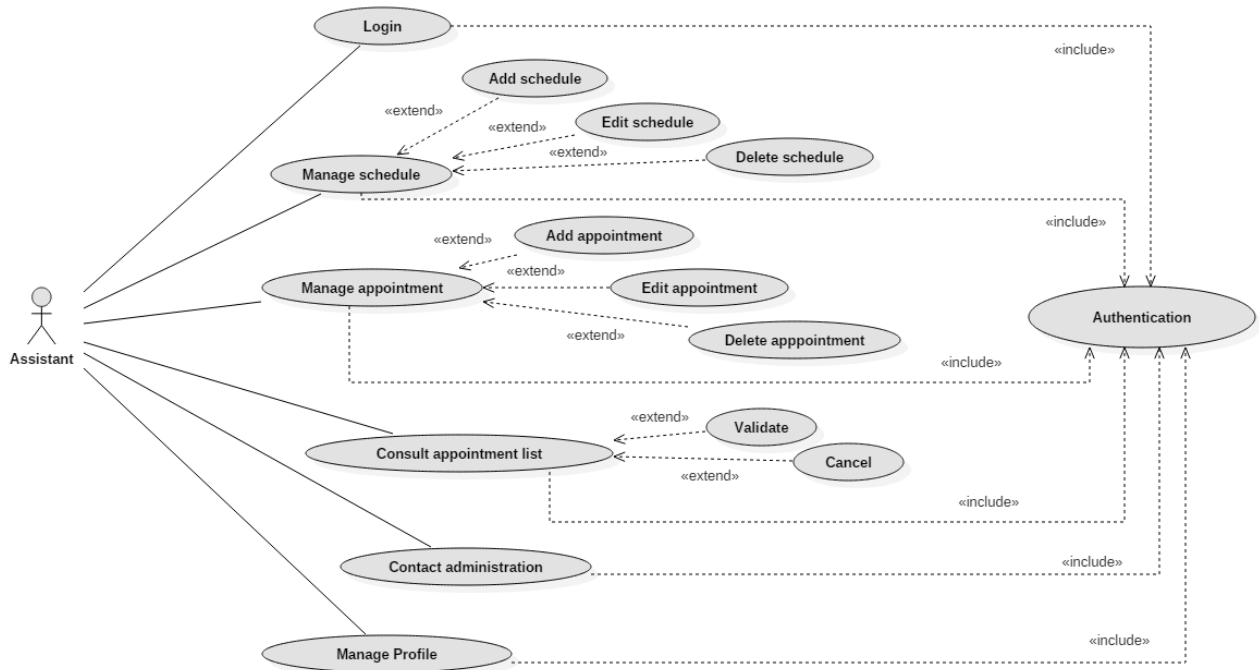 Login
«include»
Add schedule
«extend»
Edit schedule
«extend»
«extend»
Delete schedule
Manage schedule
«include»
Add appointment
«extend»
«extend»
Manage appointment
Edit appointment
«extend»
Delete apppointment
Authentication
Assistant
«include»
«extend»
Validate
Consult appointment list
Cancel
«extend»
«include»
Contact administration
«include»
Manage Profile
«include»